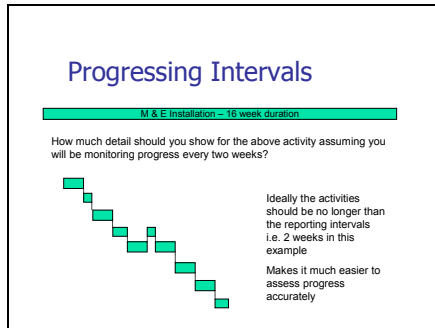 Progressing Intervals
M & E Installation – 16 week duration
How much detail should you show for the above activity assuming you
will be monitoring progress every two weeks?
Ideally the activities
should be no longer than
the reporting intervals
i.e. 2 weeks in this
example
Makes it much easier to
assess progress
accurately